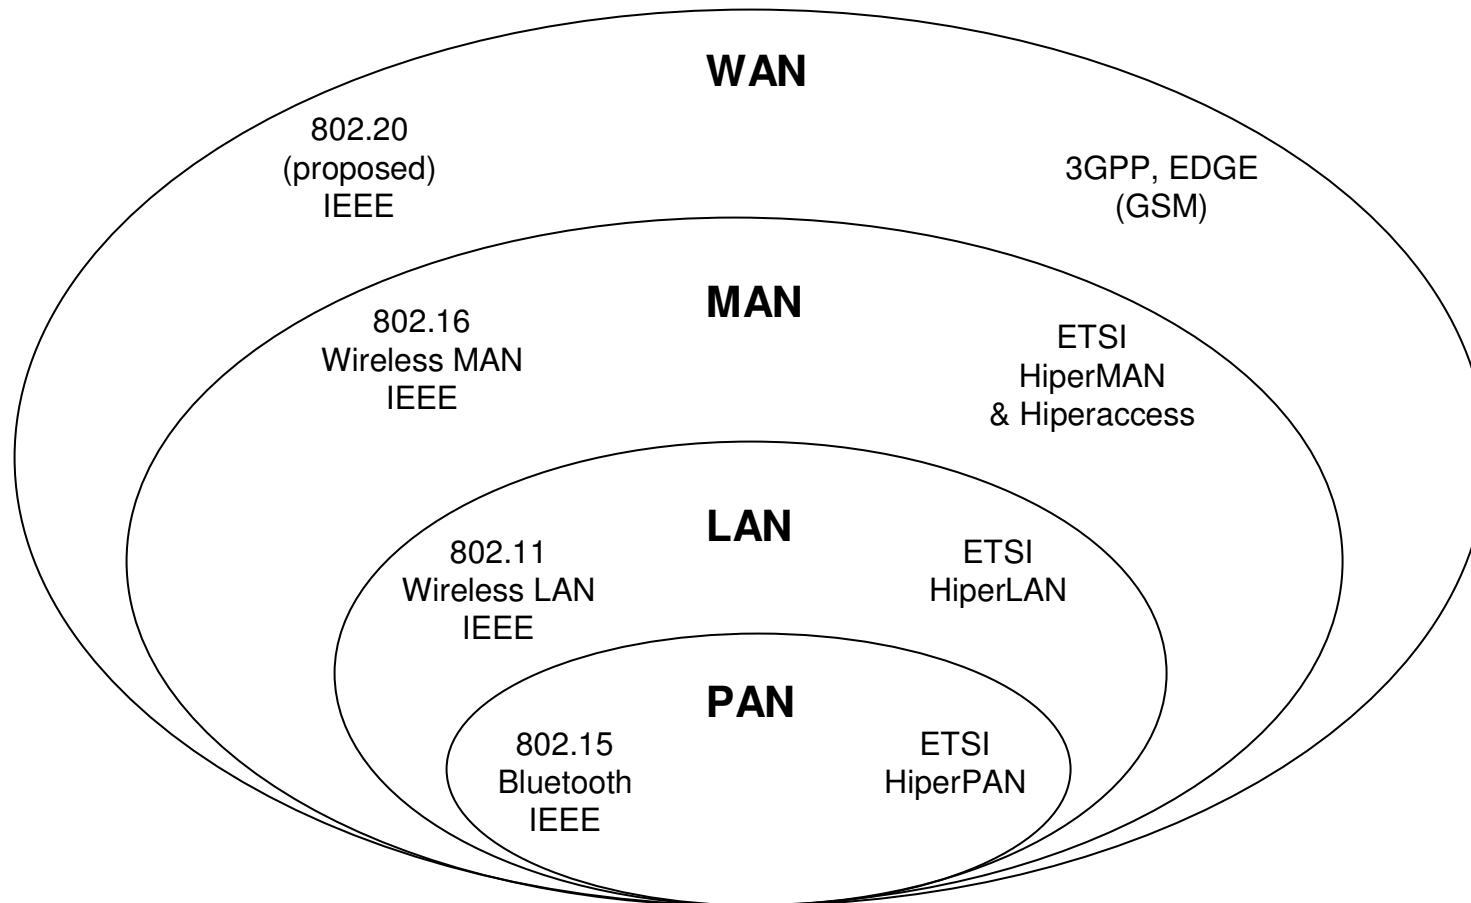 WAN
802.20
(proposed)
IEEE
3GPP, EDGE
(GSM)
MAN
802.16
Wireless MAN
IEEE
ETSI
HiperMAN
& Hiperaccess
LAN
802.11
Wireless LAN
IEEE
ETSI
HiperLAN
PAN
802.15
Bluetooth
IEEE
ETSI
HiperPAN